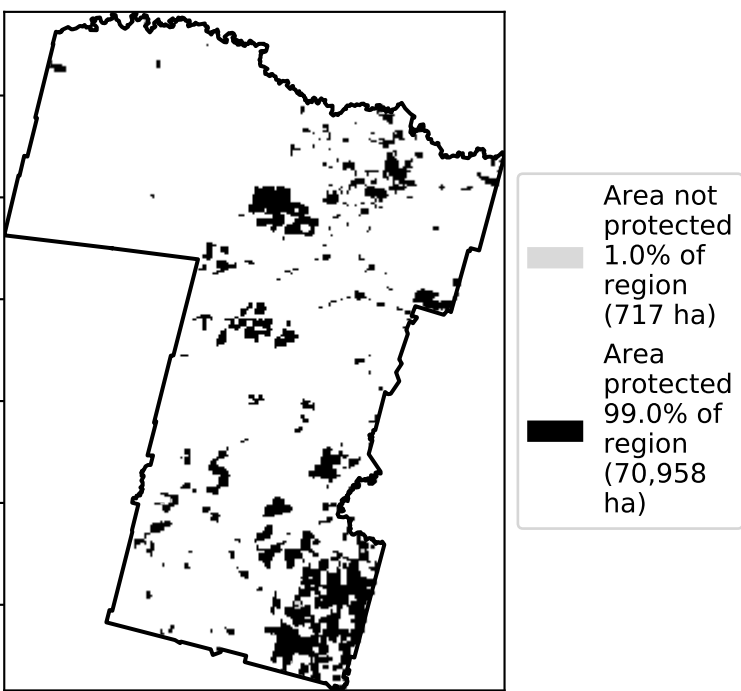 Area not
protected
1.0% of
region
(717 ha)
Area
protected
99.0% of
region
(70,958
ha)